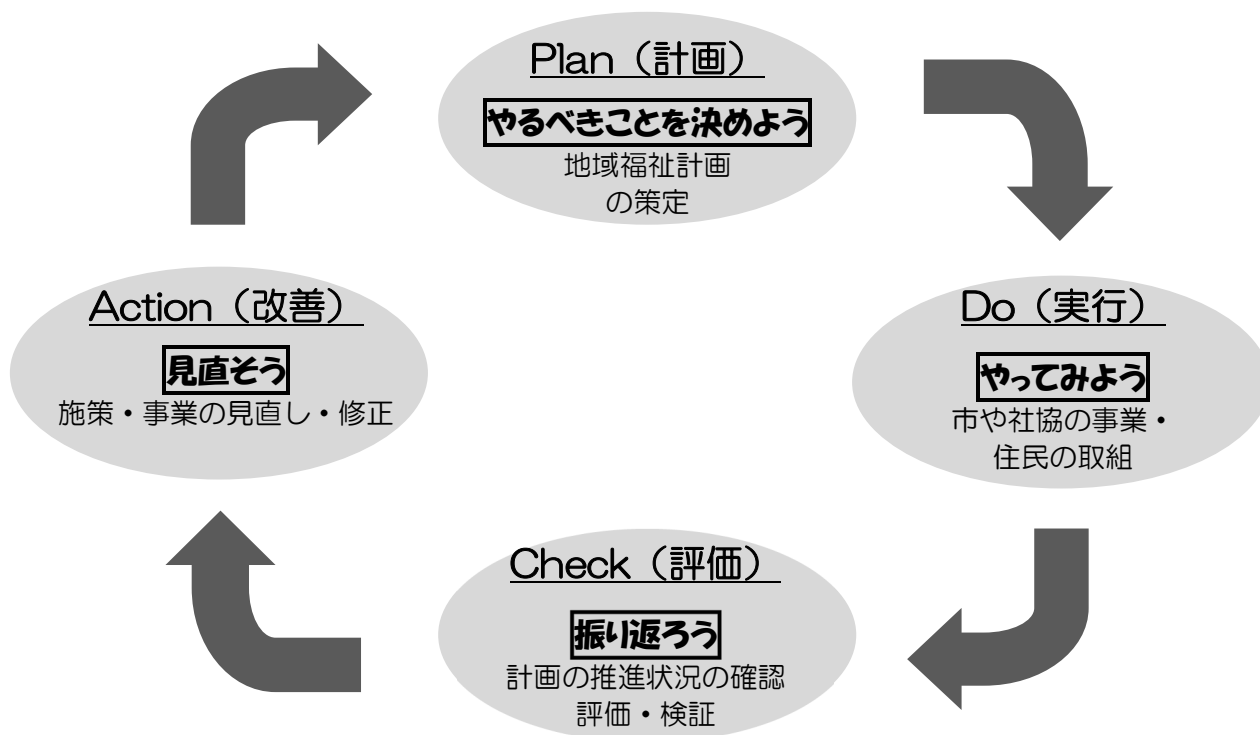 Plan（計画）
やるべきことを決めよう
地域福祉計画
の策定
Do（実行）
やってみよう
市や社協の事業・
住民の取組
Check（評価）
振り返ろう
計画の推進状況の確認
評価・検証
Action（改善）
見直そう
施策・事業の見直し・修正